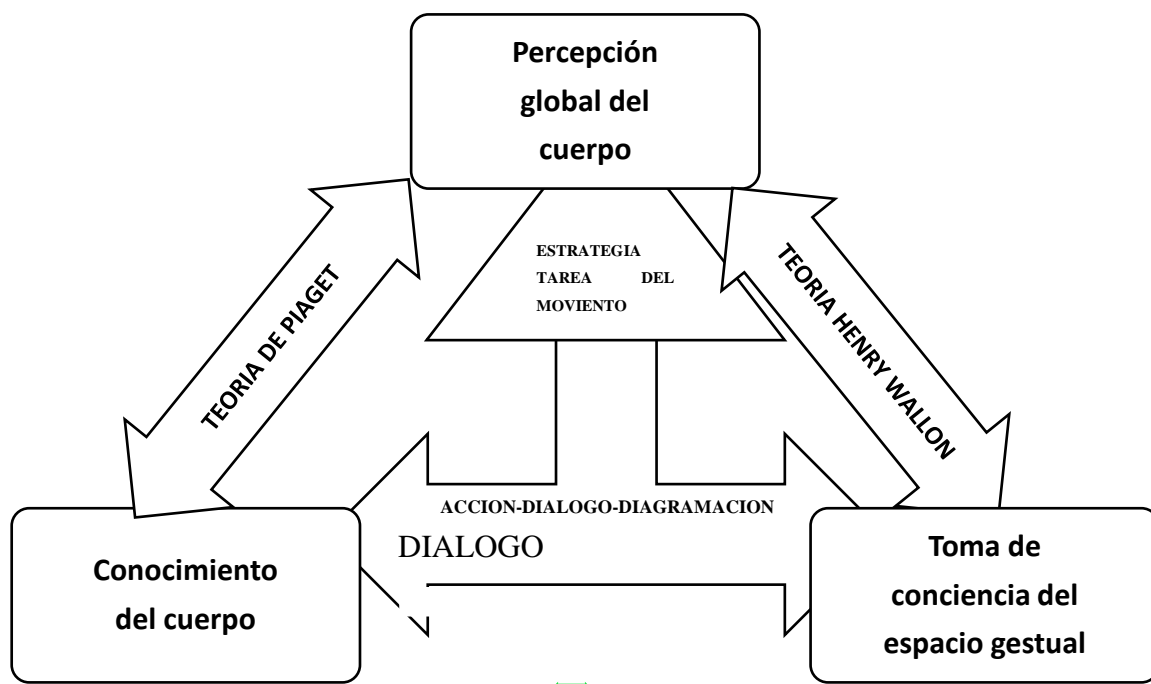 Percepción
global del
cuerpo
ESTRATEGIA
TAREA DEL
MOVIENTO
TEORIA DE PIAGET
TEORIA HENRY WALLON
ACCION-DIALOGO-DIAGRAMACION
DIALOGO
Conocimiento
del cuerpo
Toma de
conciencia del
espacio gestual